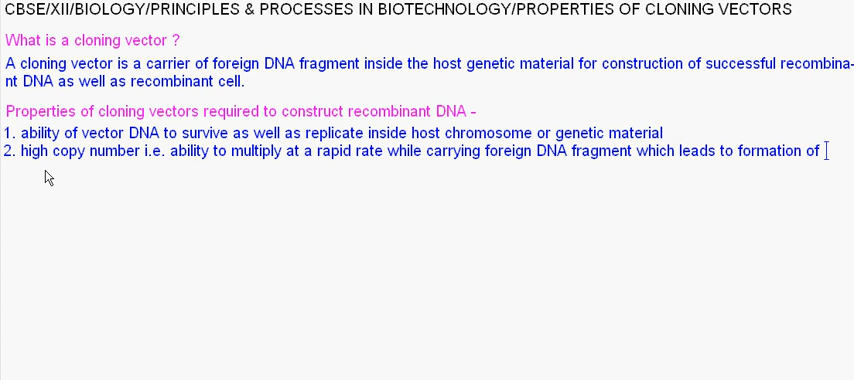 CBSE/XII/BIOLOGY/PRINCIPLES & PROCESSES IN BIOTECHNOLOGY/PROPERTIES OF CLONING VECTORS
What is a cloning vector ?
A cloning vector is a carrier of foreign DNA fragment inside the host genetic material for construction of successful recombina-
nt DNA as well as recombinant cell.
Properties of cloning vectors required to construct recombinant DNA -
1. ability of vector DNA to survive as well as replicate inside host chromosome or genetic material
2. high copy number i.e. ability to multiply at a rapid rate while carrying foreign DNA fragment which leads to formation of